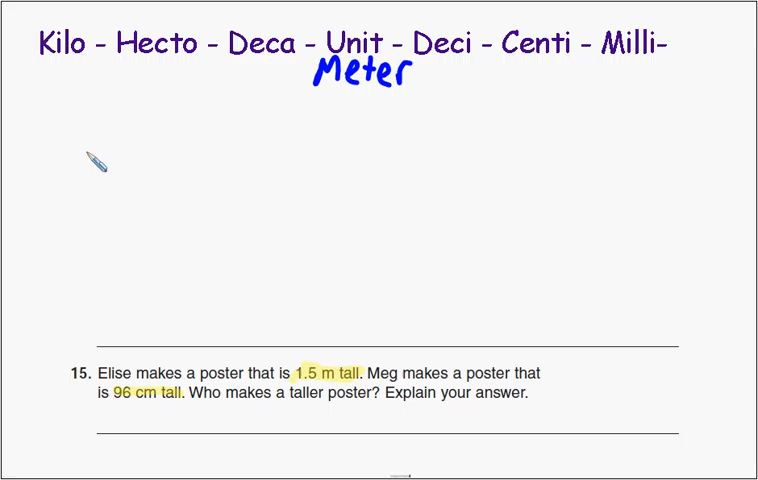 Kilo - Hecto - Deca - Unit - Deci - Centi - Milli-
Meter
15. Elise makes a poster that is 1.5 m tall. Meg makes a poster that
is 96 cm tall. Who makes a taller poster? Explain your answer.